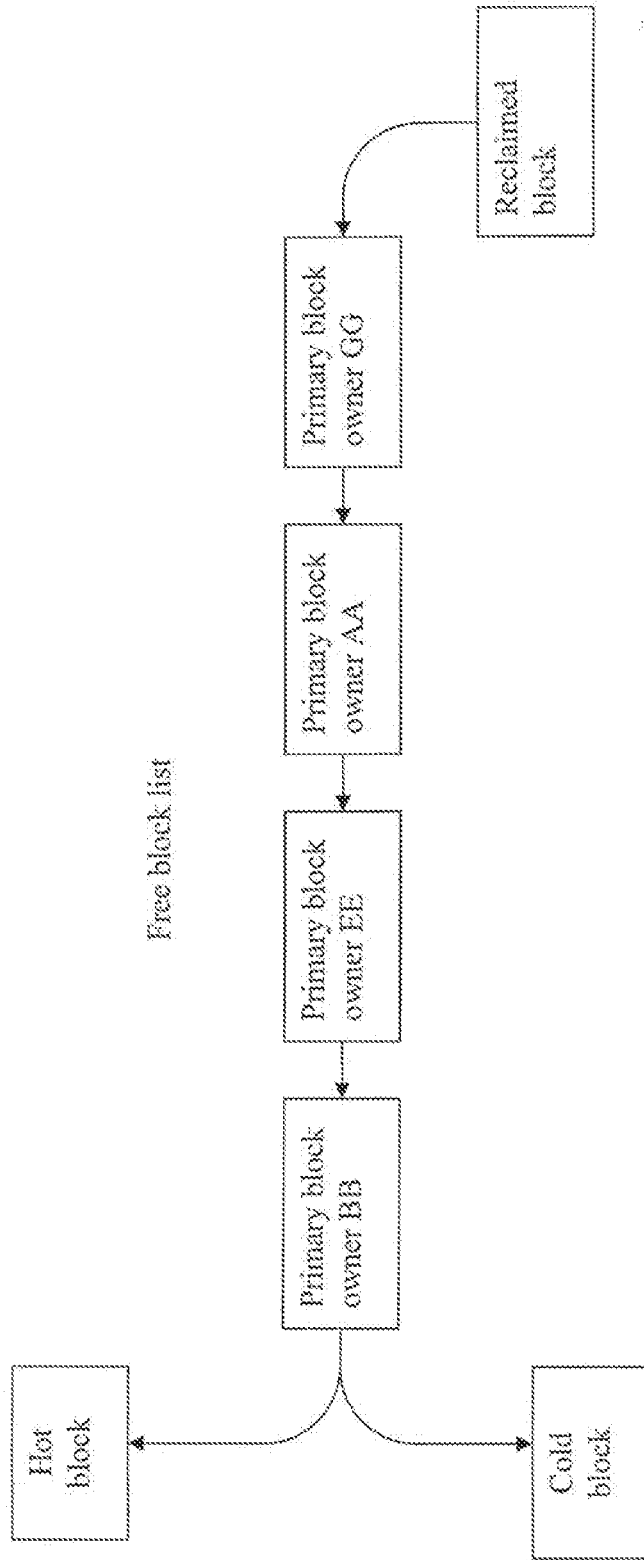 Free block list
Hot
block
Cold
block
Primary block
owner BB
Primary block
owner EE
Primary block
owner AA
Primary block
owner GG
Reclaimed
block